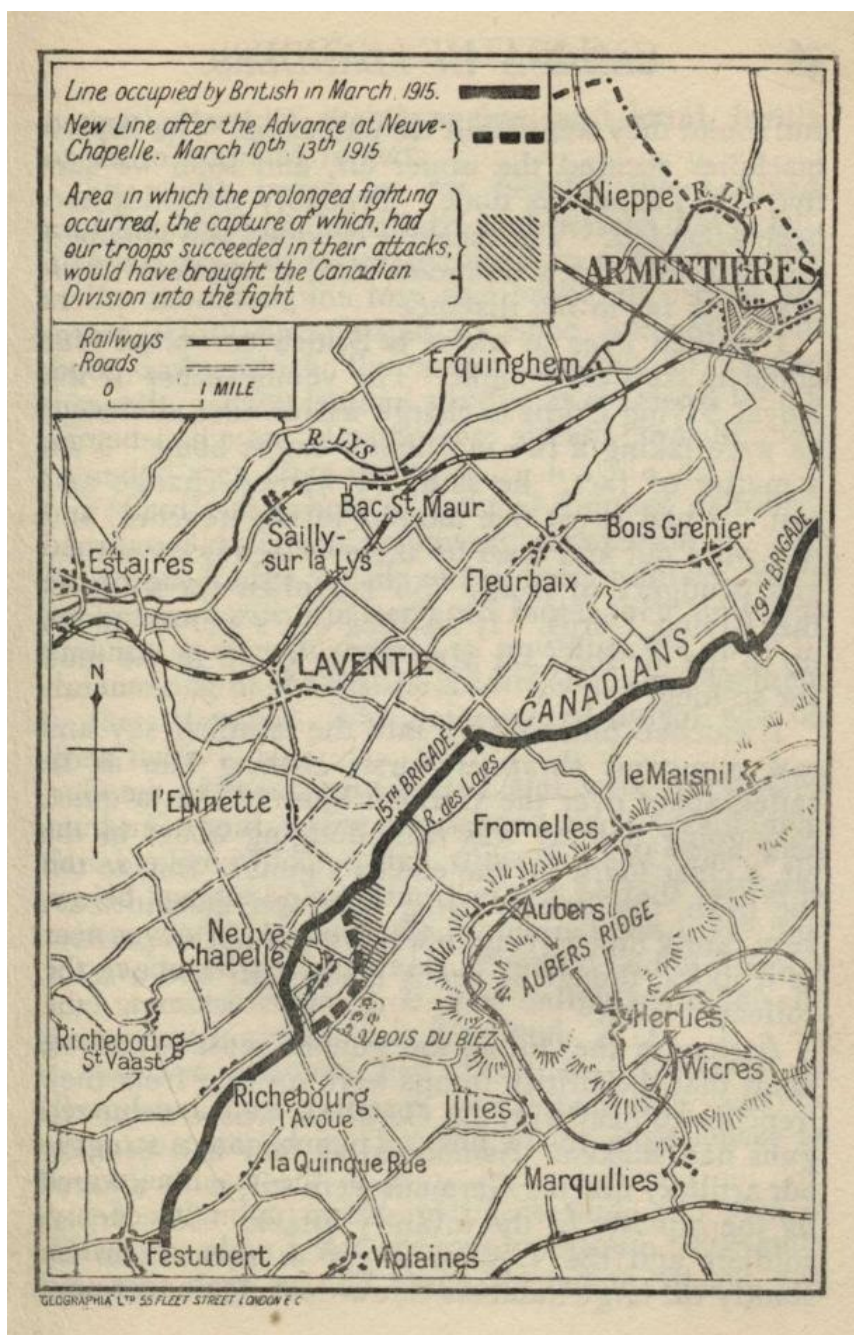 Line occupied by British in March. 1915.
New Line after the Advance at Neuve-
Chapelle. March 10th 13th 1915
Area in which the prolonged fighting
occurred, the capture of which, had
our troops succeeded in their attacks,
would have brought the Canadian
Division into the fight
Railways
Roads
0 1 MILE
Nieppe
R. LYS
ARMENTIERES
Erquinghem
R. LYS
Bac St Maur
Sailly-
sur la Lys
Estaires
Bois Grenier
Fleurbaix
19TH BRIGADE
LAVENTIE
CANADIANS
N
5TH BRIGADE
R. des Laies
le Maisnil
l'Epinette
Fromelles
Aubers
AUBERS RIDGE
Neuve
Chapelle
Herlies
BOIS DU BIEZ
Richebourg
St Vaast
Wicres
Richebourg
l'Avoue
Illies
la Quinque Rue
Marquillies
Festubert
Violaines
"GEOGRAPHIA" LTD 55 FLEET STREET LONDON E C